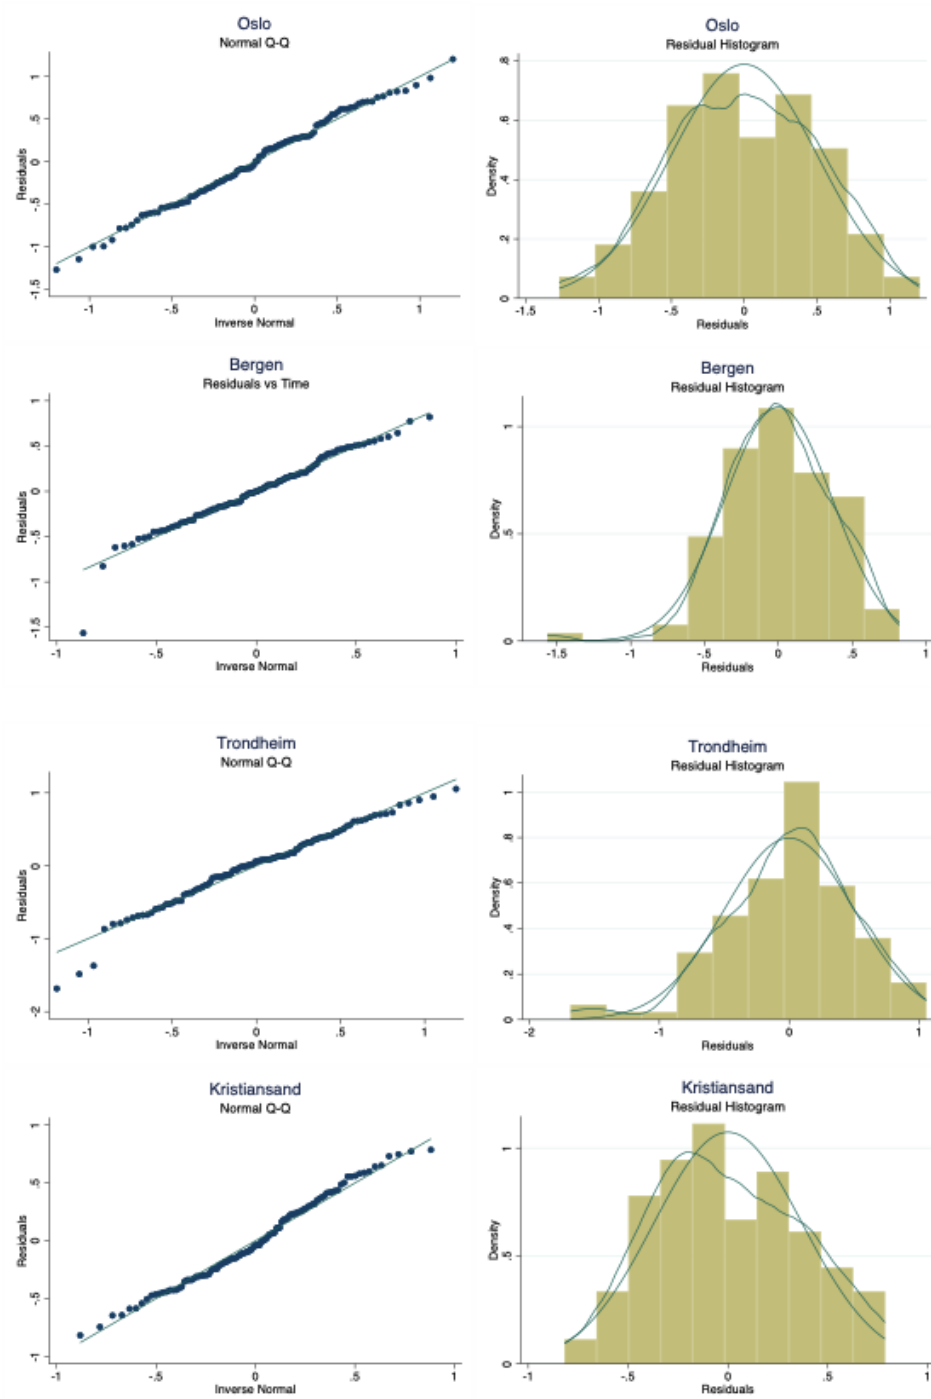 Oslo
Normal Q-Q
Residuals
1
.5
0
-.5
-1
-1.5
-1
-.5
0
.5
1
Inverse Normal
Oslo
Residual Histogram
Density
.8
.6
.4
.2
0
-1.5
-1
-.5
0
.5
1
Residuals
Bergen
Residuals vs Time
Residuals
1
.5
0
-.5
-1
-1.5
-1
-.5
0
.5
1
Inverse Normal
Bergen
Residual Histogram
Density
1
.5
0
-1.5
-1
-.5
0
.5
1
Residuals
Trondheim
Normal Q-Q
Residuals
1
0
-1
-2
-1
-.5
0
.5
1
Inverse Normal
Trondheim
Residual Histogram
Density
1
.8
.6
.4
.2
0
-2
-1
0
1
Residuals
Kristiansand
Normal Q-Q
Residuals
1
.5
0
-.5
-1
-1
-.5
0
.5
1
Inverse Normal
Kristiansand
Residual Histogram
Density
1
.5
0
-1
-.5
0
.5
1
Residuals